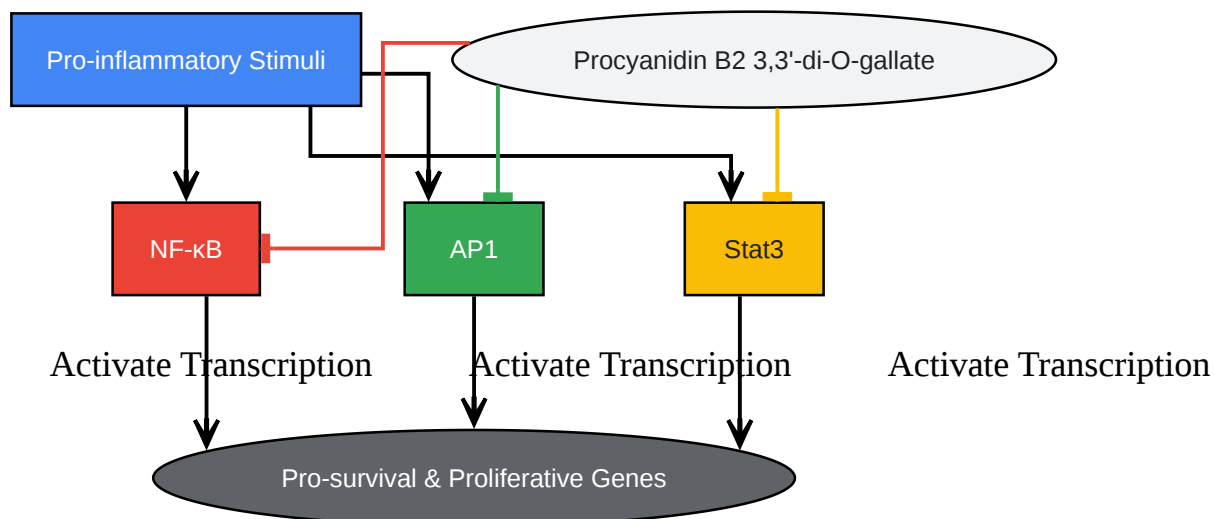 Pro-inflammatory Stimuli
Procyanidin B2 3,3'-di-O-gallate
NF-κB
AP1
Stat3
Activate Transcription
Activate Transcription
Activate Transcription
Pro-survival & Proliferative Genes